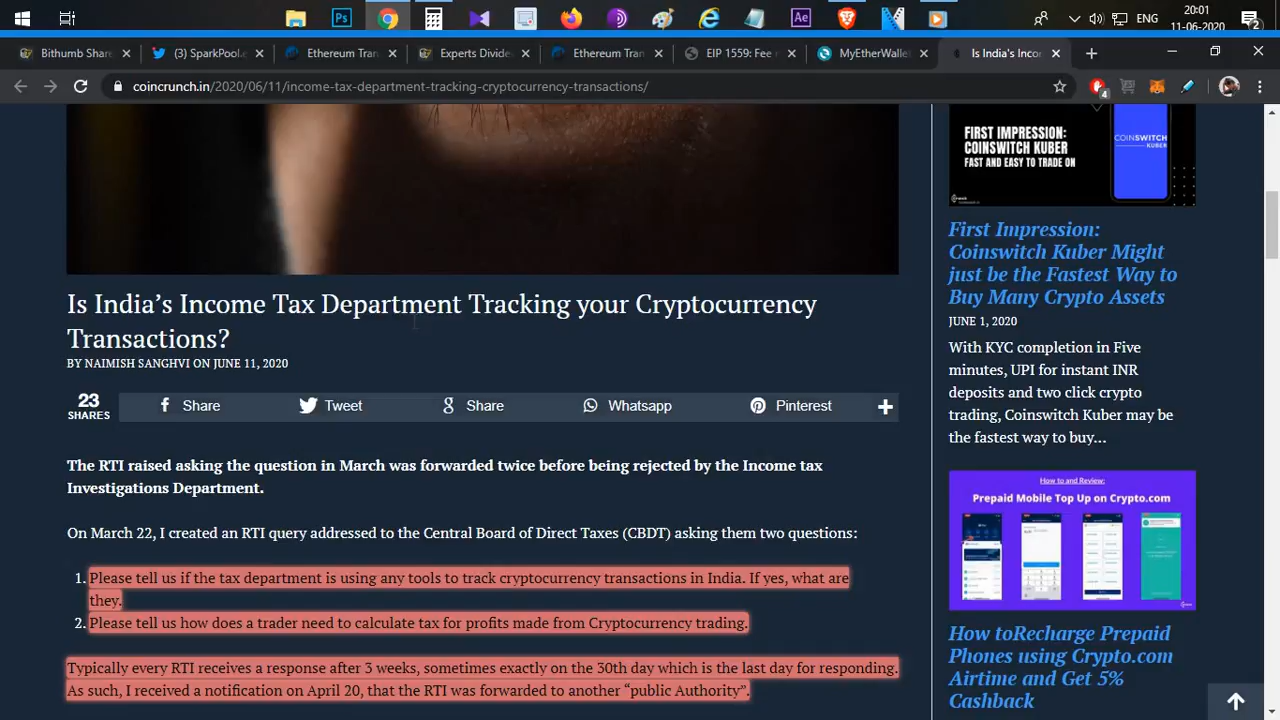 20:01
ENG
11-06-2020
2
Bithumb Shar
(3) SparkPool
Ethereum Tran
Experts Divide
Ethereum Tran
EIP 1559: Fee m
MyEtherWalle
Is India's Inco
coincrunch.in/2020/06/11/income-tax-department-tracking-cryptocurrency-transactions/
4
Is India's Income Tax Department Tracking your Cryptocurrency
Transactions?
BY NAIMISH SANGHVI ON JUNE 11, 2020
23
SHARES
Share
Tweet
Share
Whatsapp
Pinterest
The RTI raised asking the question in March was forwarded twice before being rejected by the Income tax
Investigations Department.
On March 22, I created an RTI query addressed to the Central Board of Direct Taxes (CBDT) asking them two questions:
1. Please tell us if the tax department is using any tools to track cryptocurrency transactions in India. If yes, what are
they.
2. Please tell us how does a trader need to calculate tax for profits made from Cryptocurrency trading.
Typically every RTI receives a response after 3 weeks, sometimes exactly on the 30th day which is the last day for responding.
As such, I received a notification on April 20, that the RTI was forwarded to another “public Authority”.
FIRST IMPRESSION:
COINSWITCH KUBER
FAST AND EASY TO TRADE ON
COINSWITCH
KUBER
First Impression:
Coinswitch Kuber Might
just be the Fastest Way to
Buy Many Crypto Assets
JUNE 1, 2020
With KYC completion in Five
minutes, UPI for instant INR
deposits and two click crypto
trading, Coinswitch Kuber may be
the fastest way to buy...
How to and Review:
Prepaid Mobile Top Up on Crypto.com
How toRecharge Prepaid
Phones using Crypto.com
Airtime and Get 5%
Cashback